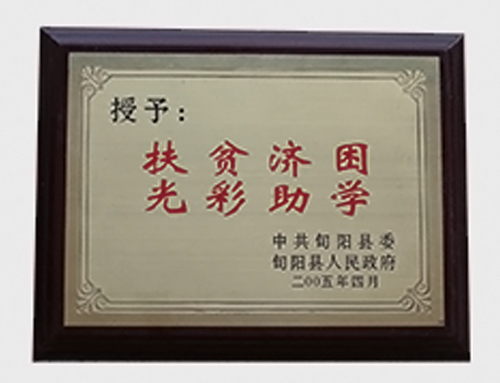 授予：
扶贫济困
光彩助学
中共旬阳县委
旬阳县人民政府
二00五年四月